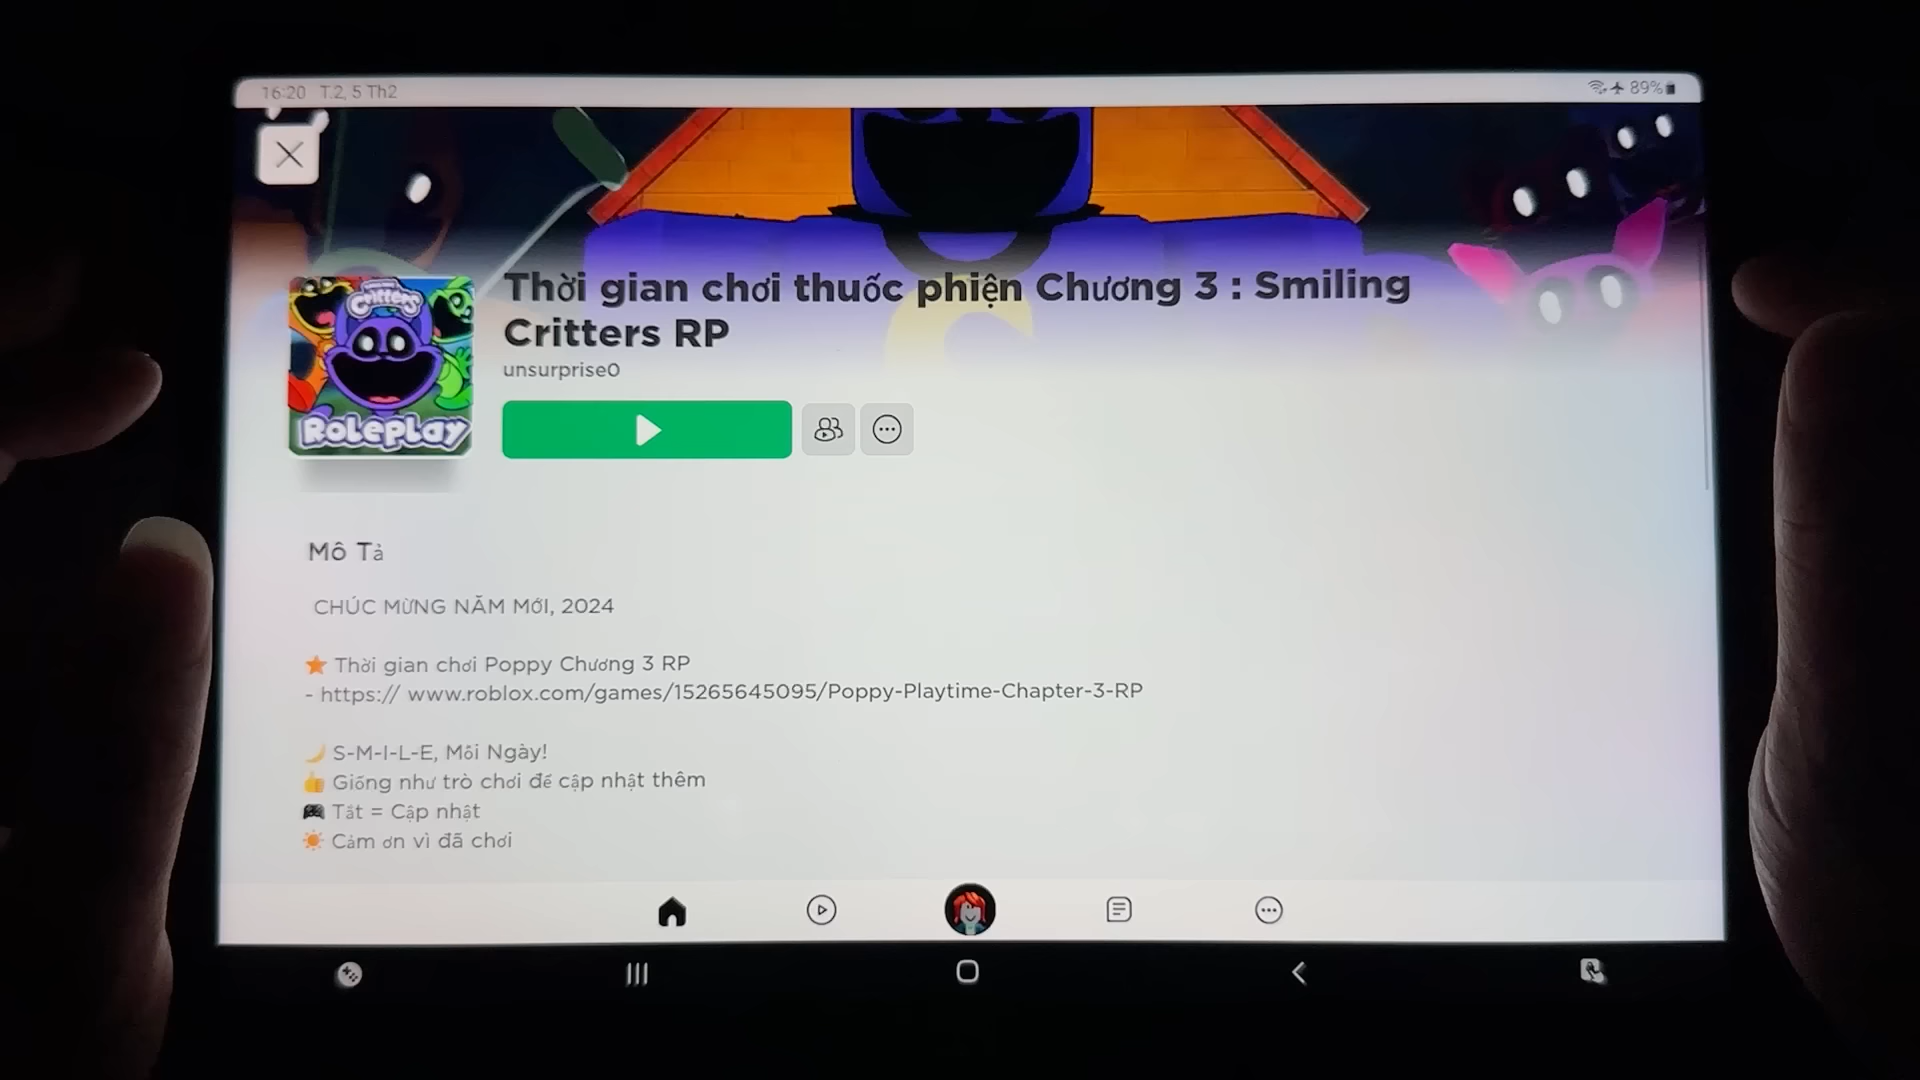 16:20 T.2, 5 Th2
89%
Thời gian chơi thuốc phiện Chương 3 : Smiling
Critters RP
unsurprise0
Critters
RoLePLay
Mô Tả
CHÚC MỪNG NĂM MỚI, 2024
Thời gian chơi Poppy Chương 3 RP
- https:// www.roblox.com/games/15265645095/Poppy-Playtime-Chapter-3-RP
S-M-I-L-E, Mỗi Ngày!
Giống như trò chơi để cập nhật thêm
Tắt = Cập nhật
Cảm ơn vì đã chơi